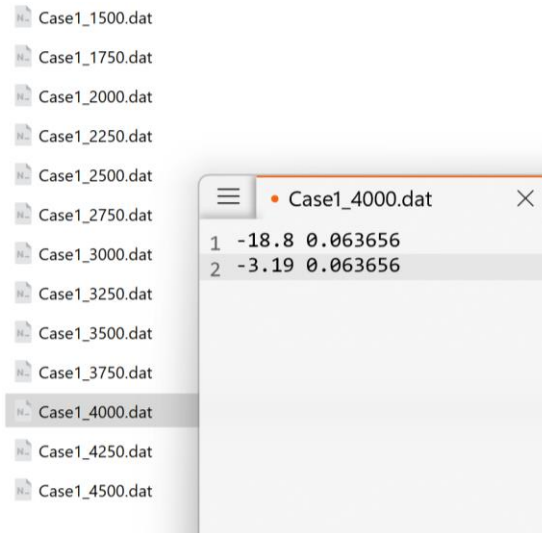 Case1_1500.dat
Case1_1750.dat
Case1_2000.dat
Case1_2250.dat
Case1_2500.dat
Case1_2750.dat
Case1_3000.dat
Case1_3250.dat
Case1_3500.dat
Case1_3750.dat
Case1_4000.dat
Case1_4250.dat
Case1_4500.dat
Case1_4000.dat
1 -18.8 0.063656
2 -3.19 0.063656